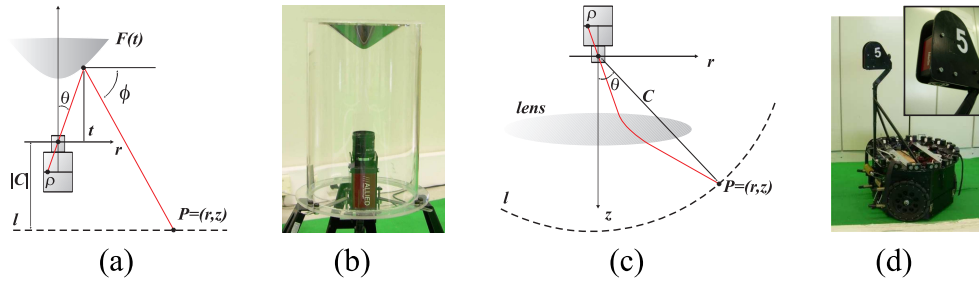 F(t)
θ
ϕ
t
r
ρ
|C|
l
P=(r,z)
(a)
ALLIED
(b)
ρ
r
θ
C
lens
l
P=(r,z)
z
(c)
5
5
(d)